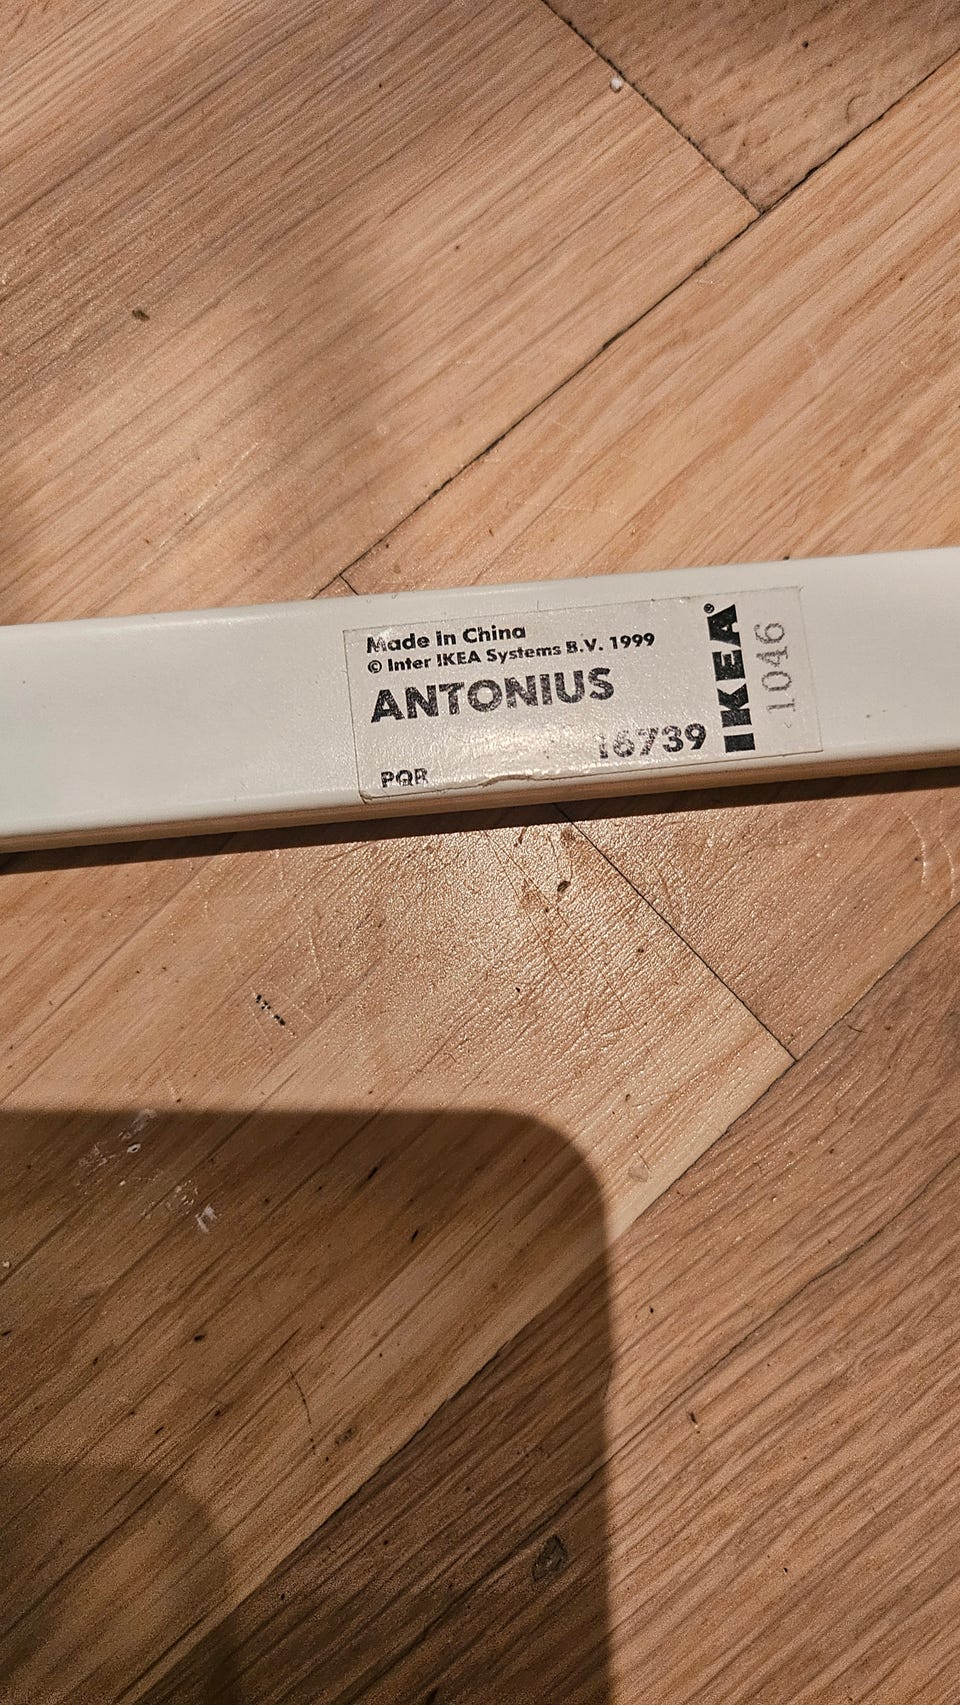 Made in China
© Inter IKEA Systems B.V. 1999
ANTONIUS
16739
PQR
IKEA®
1046